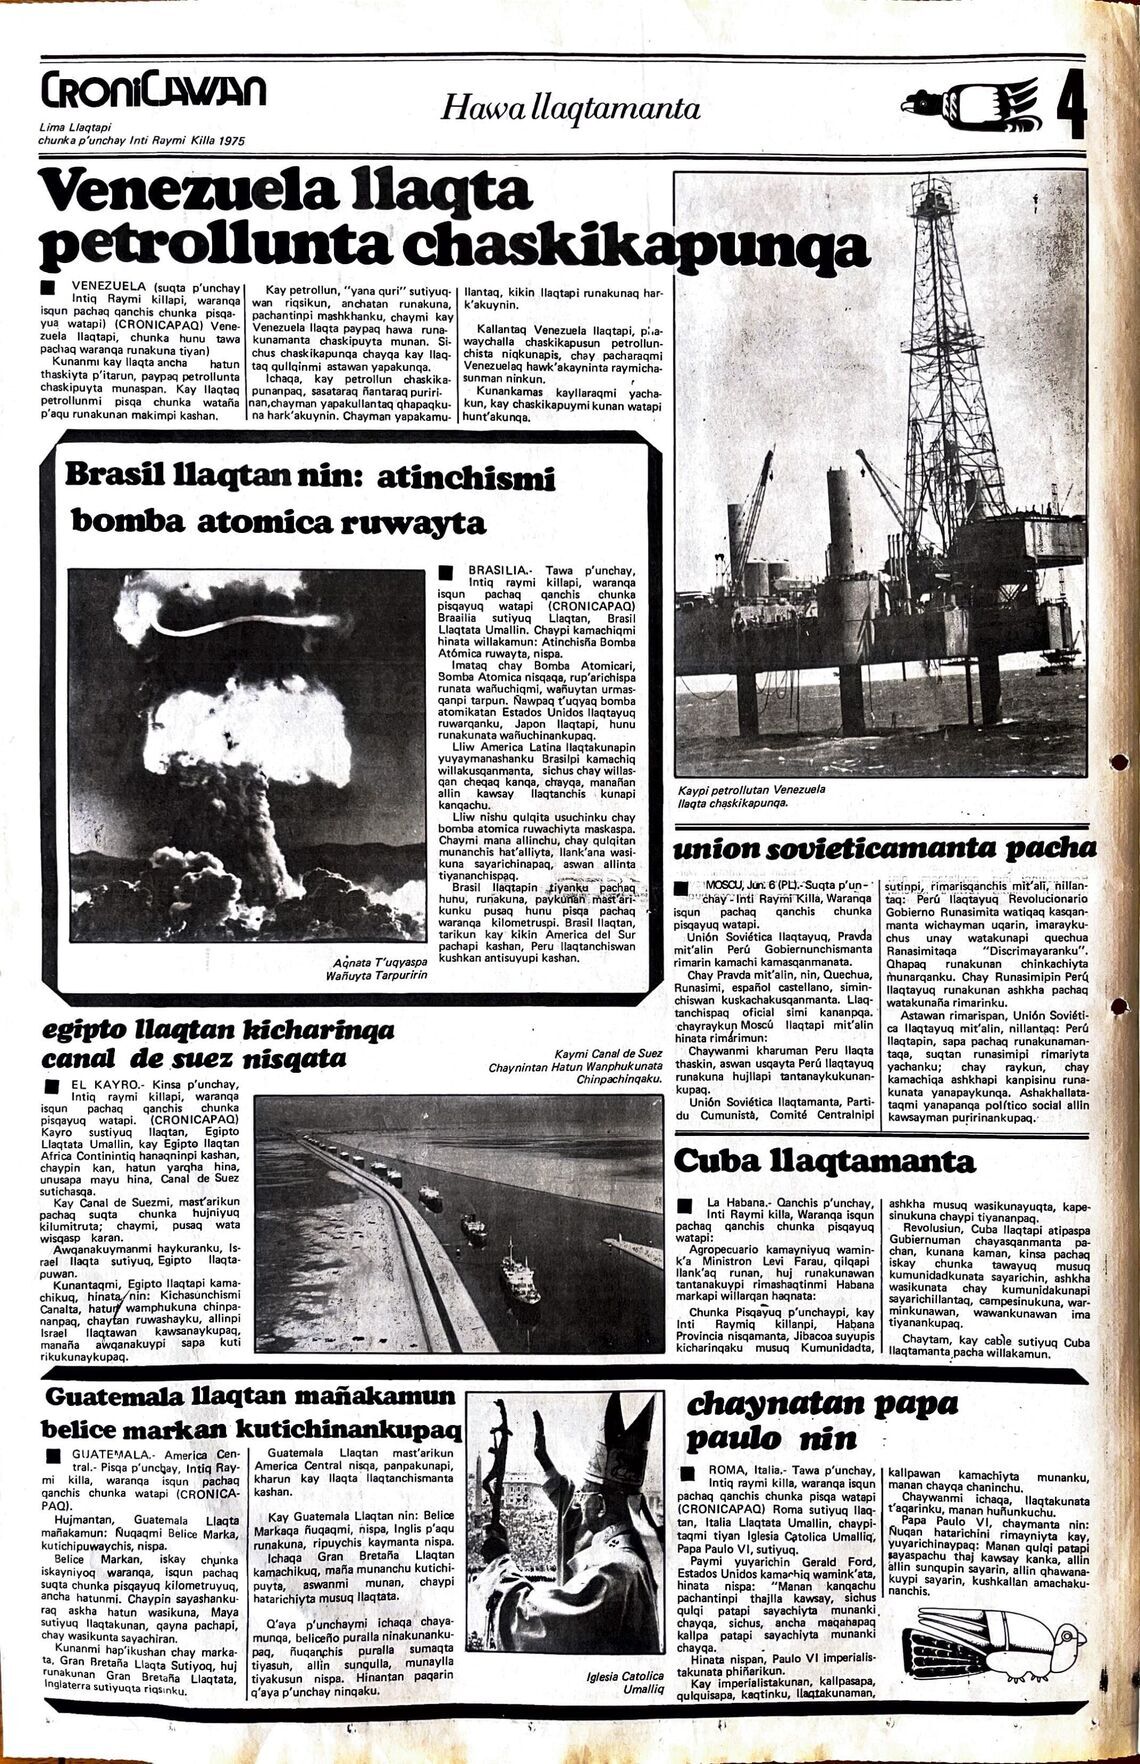 CRONICAWAN
Lima Llaqtapi
chunka p'unchay Inti Raymi Killa 1975
Hawa llaqtamanta
4
Venezuela llaqta
petrollunta chaskikapunqa
VENEZUELA (suqta p'unchay
Intiq Raymi killapi, waranqa
isqun pachaq qanchis chunka pisqa-
yua watapi) (CRONICAPAQ) Vene-
zuela llaqtapi, chunka hunu tawa
pachaq waranqa runakuna tiyan)
Kunanmi kay llaqta ancha hatun
thaskiyta p'itarun, paypaq petrollunta
chaskipuyta munaspan. Kay llaqtaq
petrollunmi pisqa chunka wataña
p'aqu runakunan makimpi kashan.
Kay petrollun, "yana quri" sutiyuq-
wan riqsikun, anchatan runakuna,
pachantinpi mashkhanku, chaymi kay
Venezuela llaqta paypaq hawa runa-
kunamanta chaskipuyta munan. Si-
chus chaskikapunqa chayqa kay llaq-
taq qullqinmi astawan yapakunqa.
Ichaqa, kay petrollun chaskika-
punanpaq, sasataraq ñantaraq puriri-
nan,chayman yapakullantaq qhapaqku-
na hark'akuynin. Chayman yapakamu-
llantaq, kikin llaqtapi runakunaq har-
k'akuynin.
Kallantaq Venezuela llaqtapi, pha-
waychalla chaskikapusun petrollun-
chista niqkunapis, chay pacharaqmi
Venezuelaq hawk'akayninta raymicha-
sunman ninkun.
Kunankamas kayllaraqmi yacha-
kun, kay chaskikapuymi kunan watapi
hunt'akunqa.
Kaypi petrollutan Venezuela
llaqta chaskikapunqa.
Brasil llaqtan nin: atinchismi
bomba atomica ruwayta
BRASILIA.- Tawa p'unchay,
Intiq raymi killapi, waranqa
isqun pachaq qanchis chunka
pisqayuq watapi (CRONICAPAQ)
Braailia sutiyuq Llaqtan, Brasil
Llaqtata Umallin. Chaypi kamachiqmi
hinata willakamun: Atinchisña Bomba
Atómica ruwayta, nispa.
Imataq chay Bomba Atomicari,
Bomba Atomica nisqaqa, rup'arichispa
runata wañuchiqmi, wañuytan urmas-
qanpi tarpun. Ñawpaq t'uqyaq bomba
atomikatan Estados Unidos llaqtayuq
ruwarqanku, Japon llaqtapi, hunu
runakunata wañuchinankupaq.
Lliw America Latina llaqtakunapin
yuyaymanashanku Brasilpi kamachiq
willakusqanmanta, sichus chay willas-
qan cheqaq kanqa, chayqa, manañan
allin kawsay llaqtanchis kunapi
kanqachu.
Lliw nishu qulqita usuchinku chay
bomba atomica ruwachiyta maskaspa.
Chaymi mana allinchu, chay qulqitan
munanchis hat'alliyta, llank'ana wasi-
kuna sayarichinapaq, aswan allinta
tiyananchispaq.
Brasil llaqtapin tiyanku pachaq
huhu, runakuna, paykunan mast'ari-
kunku pusaq hunu pisqa pachaq
waranqa kilometruspi. Brasil llaqtan,
tarikun kay kikin America del Sur
pachapi kashan, Peru llaqtanchiswan
kushkan antisuyupi kashan.
Aqnata T'uqyaspa
Wañuyta Tarpuririn
union sovieticamanta pacha
MOSCU, Jun. 6 (PL).- Suqta p'un-
chay - Inti Raymi Killa, Waranqa
isqun pachaq qanchis chunka
pisqayuq watapi.
Unión Soviética llaqtayuq, Pravda
mit'alin Perú Gobiernunchismanta
rimarin kamachi kamasqanmanata.
Chay Pravda mit'alin, nin, Quechua,
Runasimi, español castellano, simin-
chiswan kuskachakusqanmanta. Llaq-
tanchispaq oficial simi kananpa.
chayraykun Moscú llaqtapi mit'alin
hinata rimarimun:
Chaywanmi kharuman Peru llaqta
thaskin, aswan usqayta Perú llaqtayuq
runakuna hujllapi tantanaykukunan-
kupaq.
Unión Soviética llaqtamanta, Parti-
du Cumunista, Comité Centralnipi
sutinpi, rimarisqanchis mit'ali, nillan-
taq: Perú llaqtayuq Revolucionario
Gobierno Runasimita watiqaq kasqan-
manta wichayman uqarin, imarayku-
chus unay watakunapi quechua
Ranasimitaqa "Discrimayaranku".
Qhapaq runakunan chinkachiyta
munarqanku. Chay Runasimipin Perú
llaqtayuq runakunan ashkha pachaq
watakunaña rimarinku.
Astawan rimarispan, Unión Soviéti-
ca llaqtayuq mit'alin, nillantaq: Perú
llaqtapin, sapa pachaq runakunaman-
taqa, suqtan runasimipi rimariyta
yachanku; chay raykun, chay
kamachiqa ashkhapi kanpisinu runa-
kunata yanapaykunqa. Ashakhallata-
taqmi yanapanqa político social allin
kawsayman puririnankupaq.
egipto llaqtan kicharinqa
canal de suez nisqata
Kaymi Canal de Suez
Chaynintan Hatun Wanphukunata
Chinpachinqaku.
EL KAYRO.- Kinsa p'unchay,
Intiq raymi killapi, waranqa
isqun pachaq qanchis chunka
pisqayuq watapi. (CRONICAPAQ)
Kayro sustiyuq llaqtan, Egipto
Llaqtata Umallin, kay Egipto llaqtan
Africa Continintiq hanaqninpi kashan,
chaypin kan, hatun yarqha hina,
unusapa mayu hina, Canal de Suez
sutichasqa.
Kay Canal de Suezmi, mast'arikun
pachaq suqta chunka hujniyuq
kilumitruta; chaymi, pusaq wata
wisqasp karan.
Awqanakuymanmi haykuranku, Is-
rael llaqta sutiyuq, Egipto llaqta-
puwan.
Kunantaqmi, Egipto llaqtapi kama-
chikuq, hinata nin: Kichasunchismi
Canalta, hatun wamphukuna chinpa-
nanpaq, chaytan ruwashayku, allinpi
Israel llaqtawan kawsanaykupaq,
manaña awqanakuypi sapa kuti
rikukunaykupaq.
Cuba llaqtamanta
La Habana.- Qanchis p'unchay,
Inti Raymi killa, Waranqa isqun
pachaq qanchis chunka pisqayuq
watapi:
Agropecuario kamayniyuq wamin-
k'a Ministron Levi Farau, qilqapi
llank'aq runan, huj runakunawan
tantanakuypi rimashaqtinmi Habana
markapi willarqan haqnata:
Chunka Pisqayuq p'unchaypi, kay
Inti Raymiq killanpi, Habana
Provincia nisqamanta, Jibacoa suyupis
kicharinqaku musuq Kumunidadta,
ashkha musuq wasikunayuqta, kape-
sinukuna chaypi tiyananpaq.
Revolusiun, Cuba llaqtapi atipaspa
Gubiernuman chayasqanmanta pa-
chan, kunana kaman, kinsa pachaq
iskay chunka tawayuq musuq
kumunidadkunata sayarichin, ashkha
wasikunata chay kumunidakunapi
sayarichillantaq, campesinukuna, war-
minkunawan, wawankunawan ima
tiyanankupaq.
Chaytam, kay cable sutiyuq Cuba
llaqtamanta pacha willakamun.
Guatemala llaqtan mañakamun
belice markan kutichinankupaq
GUATEMALA.- America Cen-
tral.- Pisqa p'unchay, Intiq Ray-
mi killa, waranqa isqun pachaq
qanchis chunka watapi (CRONICA-
PAQ).
Hujmantan, Guatemala Llaqta
mañakamun: Ñuqaqmi Belice Marka,
kutichipuwaychis, nispa.
Belice Markan, iskay chunka
iskayniyoq waranqa, isqun pachaq
suqta chunka pisqayuq kilometruyuq,
ancha hatunmi. Chaypin sayashanku-
raq askha hatun wasikuna, Maya
sutiyuq llaqtakunan, qayna pachapi,
chay wasikunta sayachiran.
Kunanmi hap'ikushan chay marka-
ta, Gran Bretaña Llaqta Sutiyoq, huj
runakunan Gran Bretaña Llaqtata,
Inglaterra sutiyuqta riqsinku.
Guatemala Llaqtan mast'arikun
America Central nisqa, panpakunapi,
kharun kay llaqta llaqtanchismanta
kashan.
Kay Guatemala Llaqtan nin: Belice
Markaqa ñuqaqmi, nispa, Inglis p'aqu
runakuna, ripuychis kaymanta nispa.
Ichaqa Gran Bretaña Llaqtan
kamachikuq, maña munanchu kutichi-
puyta, aswanmi munan, chaypi
hatarichiyta musuq llaqtata.
Q'aya p'unchaymi ichaqa chaya-
munqa, beliceño puralla ninakunanku-
paq, ñuqanchis puralla sumaqta
tiyasun, allin sunqulla, munaylla
tiyakusun nispa. Hinantan paqarin
q'aya p'unchay ninqaku.
Iglesia Catolica
Umalliq
chaynatan papa
paulo nin
ROMA, Italia.- Tawa p'unchay,
Intiq raymi killa, waranqa isqun
pachaq qanchis chunka pisqa watapi
(CRONICAPAQ) Roma sutiyuq llaq-
tan, Italia Llaqtata Umallin, chaypi-
taqmi tiyan Iglesia Catolica Umalliq,
Papa Paulo VI, sutiyuq.
Paymi yuyarichin Gerald Ford,
Estados Unidos kamachiq wamink'ata,
hinata nispa: "Manan kanqachu
pachantinpi thajlla kawsay, sichus
qulqi patapi sayachiyta munanki
chayqa, sichus, ancha maqanapaq
kallpa patapi sayachiyta munanki
chayqa.
Hinata nispan, Paulo VI imperialis-
takunata phiñarikun.
Kay imperialistakunan, kallpasapa,
qulquisapa, kaqtinku, llaqtakunaman,
kallpawan kamachiyta munanku,
manan chayqa chaninchu.
Chaywanmi ichaqa, llaqtakunata
t'aqarinku, manan huñunkuchu.
Papa Paulo VI, chaymanta nin:
Ñuqan hatarichini rimayniyta kay,
yuyarichinaypaq: Manan qulqi patapi
sayaspachu thaj kawsay kanka, allin
allin sunqupin sayarin, allin qhawana-
kuypi sayarin, kushkallan amachaku-
nanchis.